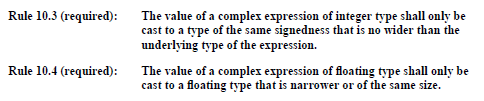 Rule 10.3 (required): The value of a complex expression of integer type shall only be
cast to a type of the same signedness that is no wider than the
underlying type of the expression.
Rule 10.4 (required): The value of a complex expression of floating type shall only be
cast to a floating type that is narrower or of the same size.